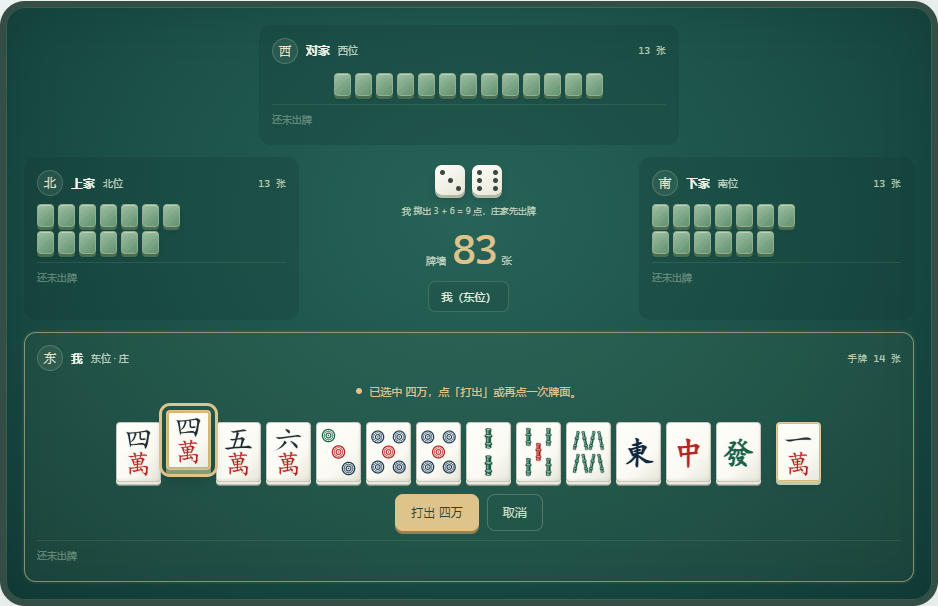 西 对家 西位 13 张
还未出牌
北 上家 北位 13 张
还未出牌
我 掷出 3 + 6 = 9 点，庄家先出牌
牌墙 83 张
我（东位）
南 下家 南位 13 张
还未出牌
东 我 东位 · 庄 手牌 14 张
已选中 四万，点「打出」或再点一次牌面。
四萬 四萬 五萬 六萬 東 中 發 一萬
打出 四万 取消
还未出牌